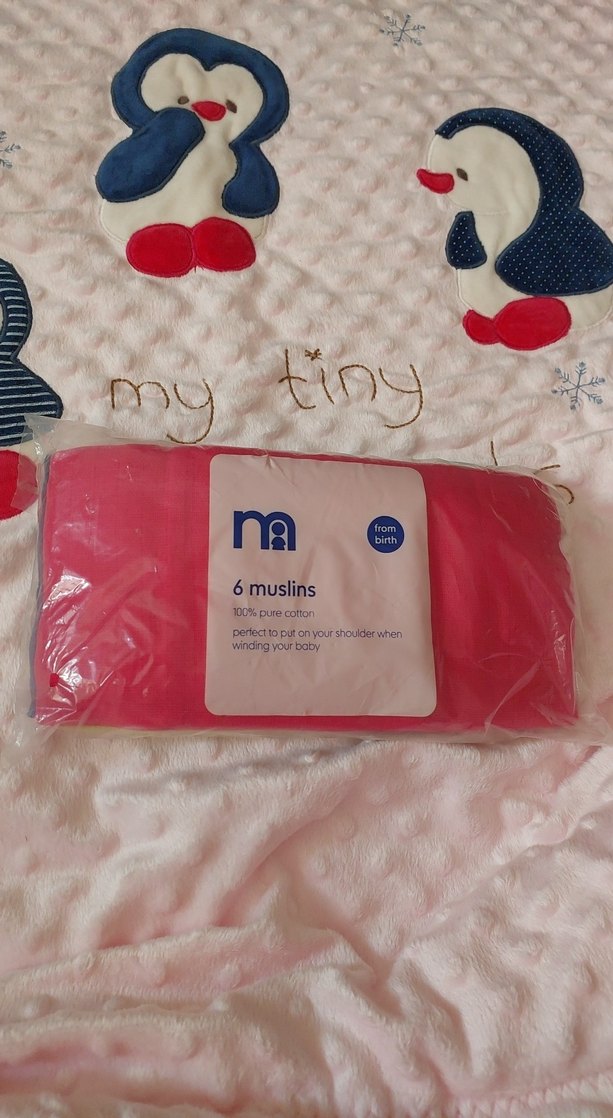 my tiny
m
from
birth
6 muslins
100% pure cotton
perfect to put on your shoulder when
winding your baby